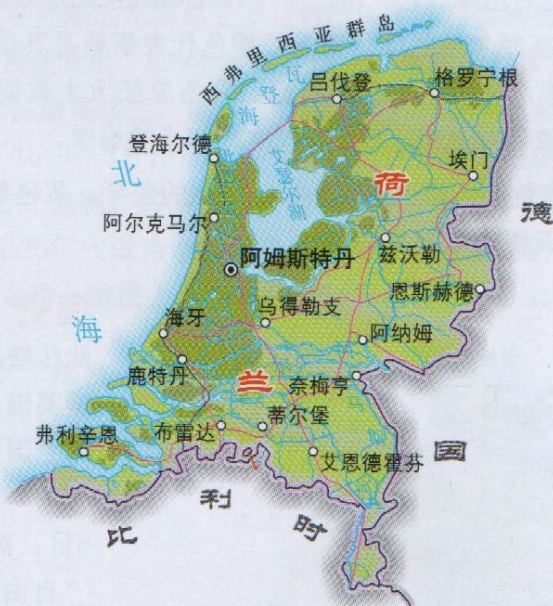 西弗里西亚群岛
瓦登海
吕伐登
格罗宁根
登海尔德
埃门
北海
艾瑟尔湖
荷兰
德国
阿尔克马尔
阿姆斯特丹
兹沃勒
恩斯赫德
海牙
乌得勒支
阿纳姆
鹿特丹
奈梅亨
弗利辛恩
布雷达
蒂尔堡
艾恩德霍芬
比利时